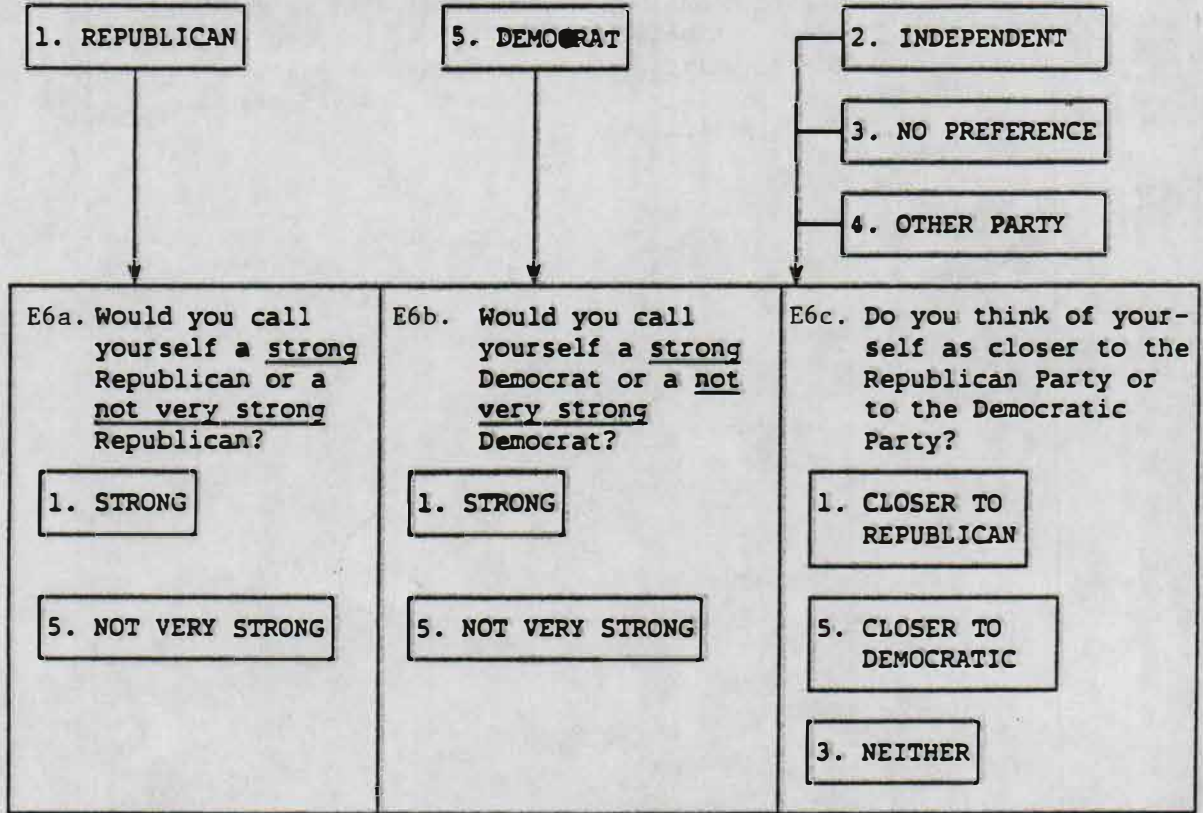 1. REPUBLICAN
5. DEMOCRAT
2. INDEPENDENT
3. NO PREFERENCE
4. OTHER PARTY
E6a. Would you call
yourself a strong
Republican or a
not very strong
Republican?
1. STRONG
5. NOT VERY STRONG
E6b. Would you call
yourself a strong
Democrat or a not
very strong
Democrat?
1. STRONG
5. NOT VERY STRONG
E6c. Do you think of your-
self as closer to the
Republican Party or
to the Democratic
Party?
1. CLOSER TO
REPUBLICAN
5. CLOSER TO
DEMOCRATIC
3. NEITHER